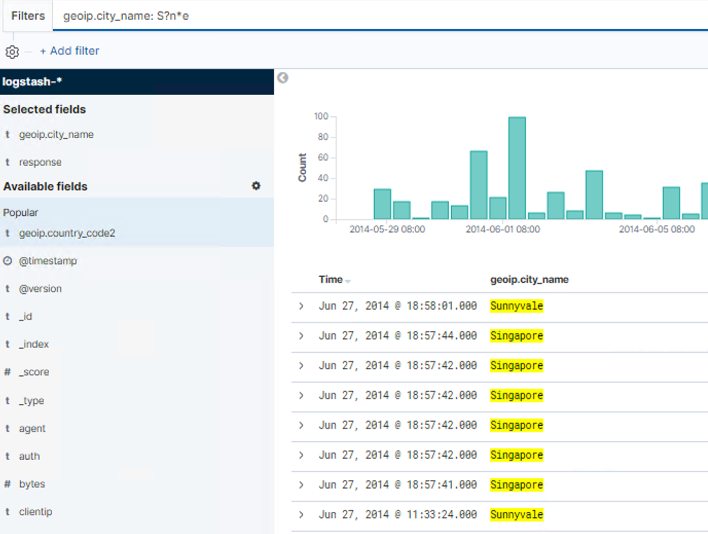 Filters geoip.city_name: S?n*e
+ Add filter
logstash-*
Selected fields
t geoip.city_name
t response
Available fields
Popular
t geoip.country_code2
@timestamp
t @version
t _id
t _index
# _score
t _type
t agent
t auth
# bytes
t clientip
Count
100
80
60
40
20
0
2014-05-29 08:00 2014-06-01 08:00 2014-06-05 08:00
Time geoip.city_name
> Jun 27, 2014 @ 18:58:01.000 Sunnyvale
> Jun 27, 2014 @ 18:57:44.000 Singapore
> Jun 27, 2014 @ 18:57:42.000 Singapore
> Jun 27, 2014 @ 18:57:42.000 Singapore
> Jun 27, 2014 @ 18:57:42.000 Singapore
> Jun 27, 2014 @ 18:57:42.000 Singapore
> Jun 27, 2014 @ 18:57:41.000 Singapore
> Jun 27, 2014 @ 11:33:24.000 Sunnyvale